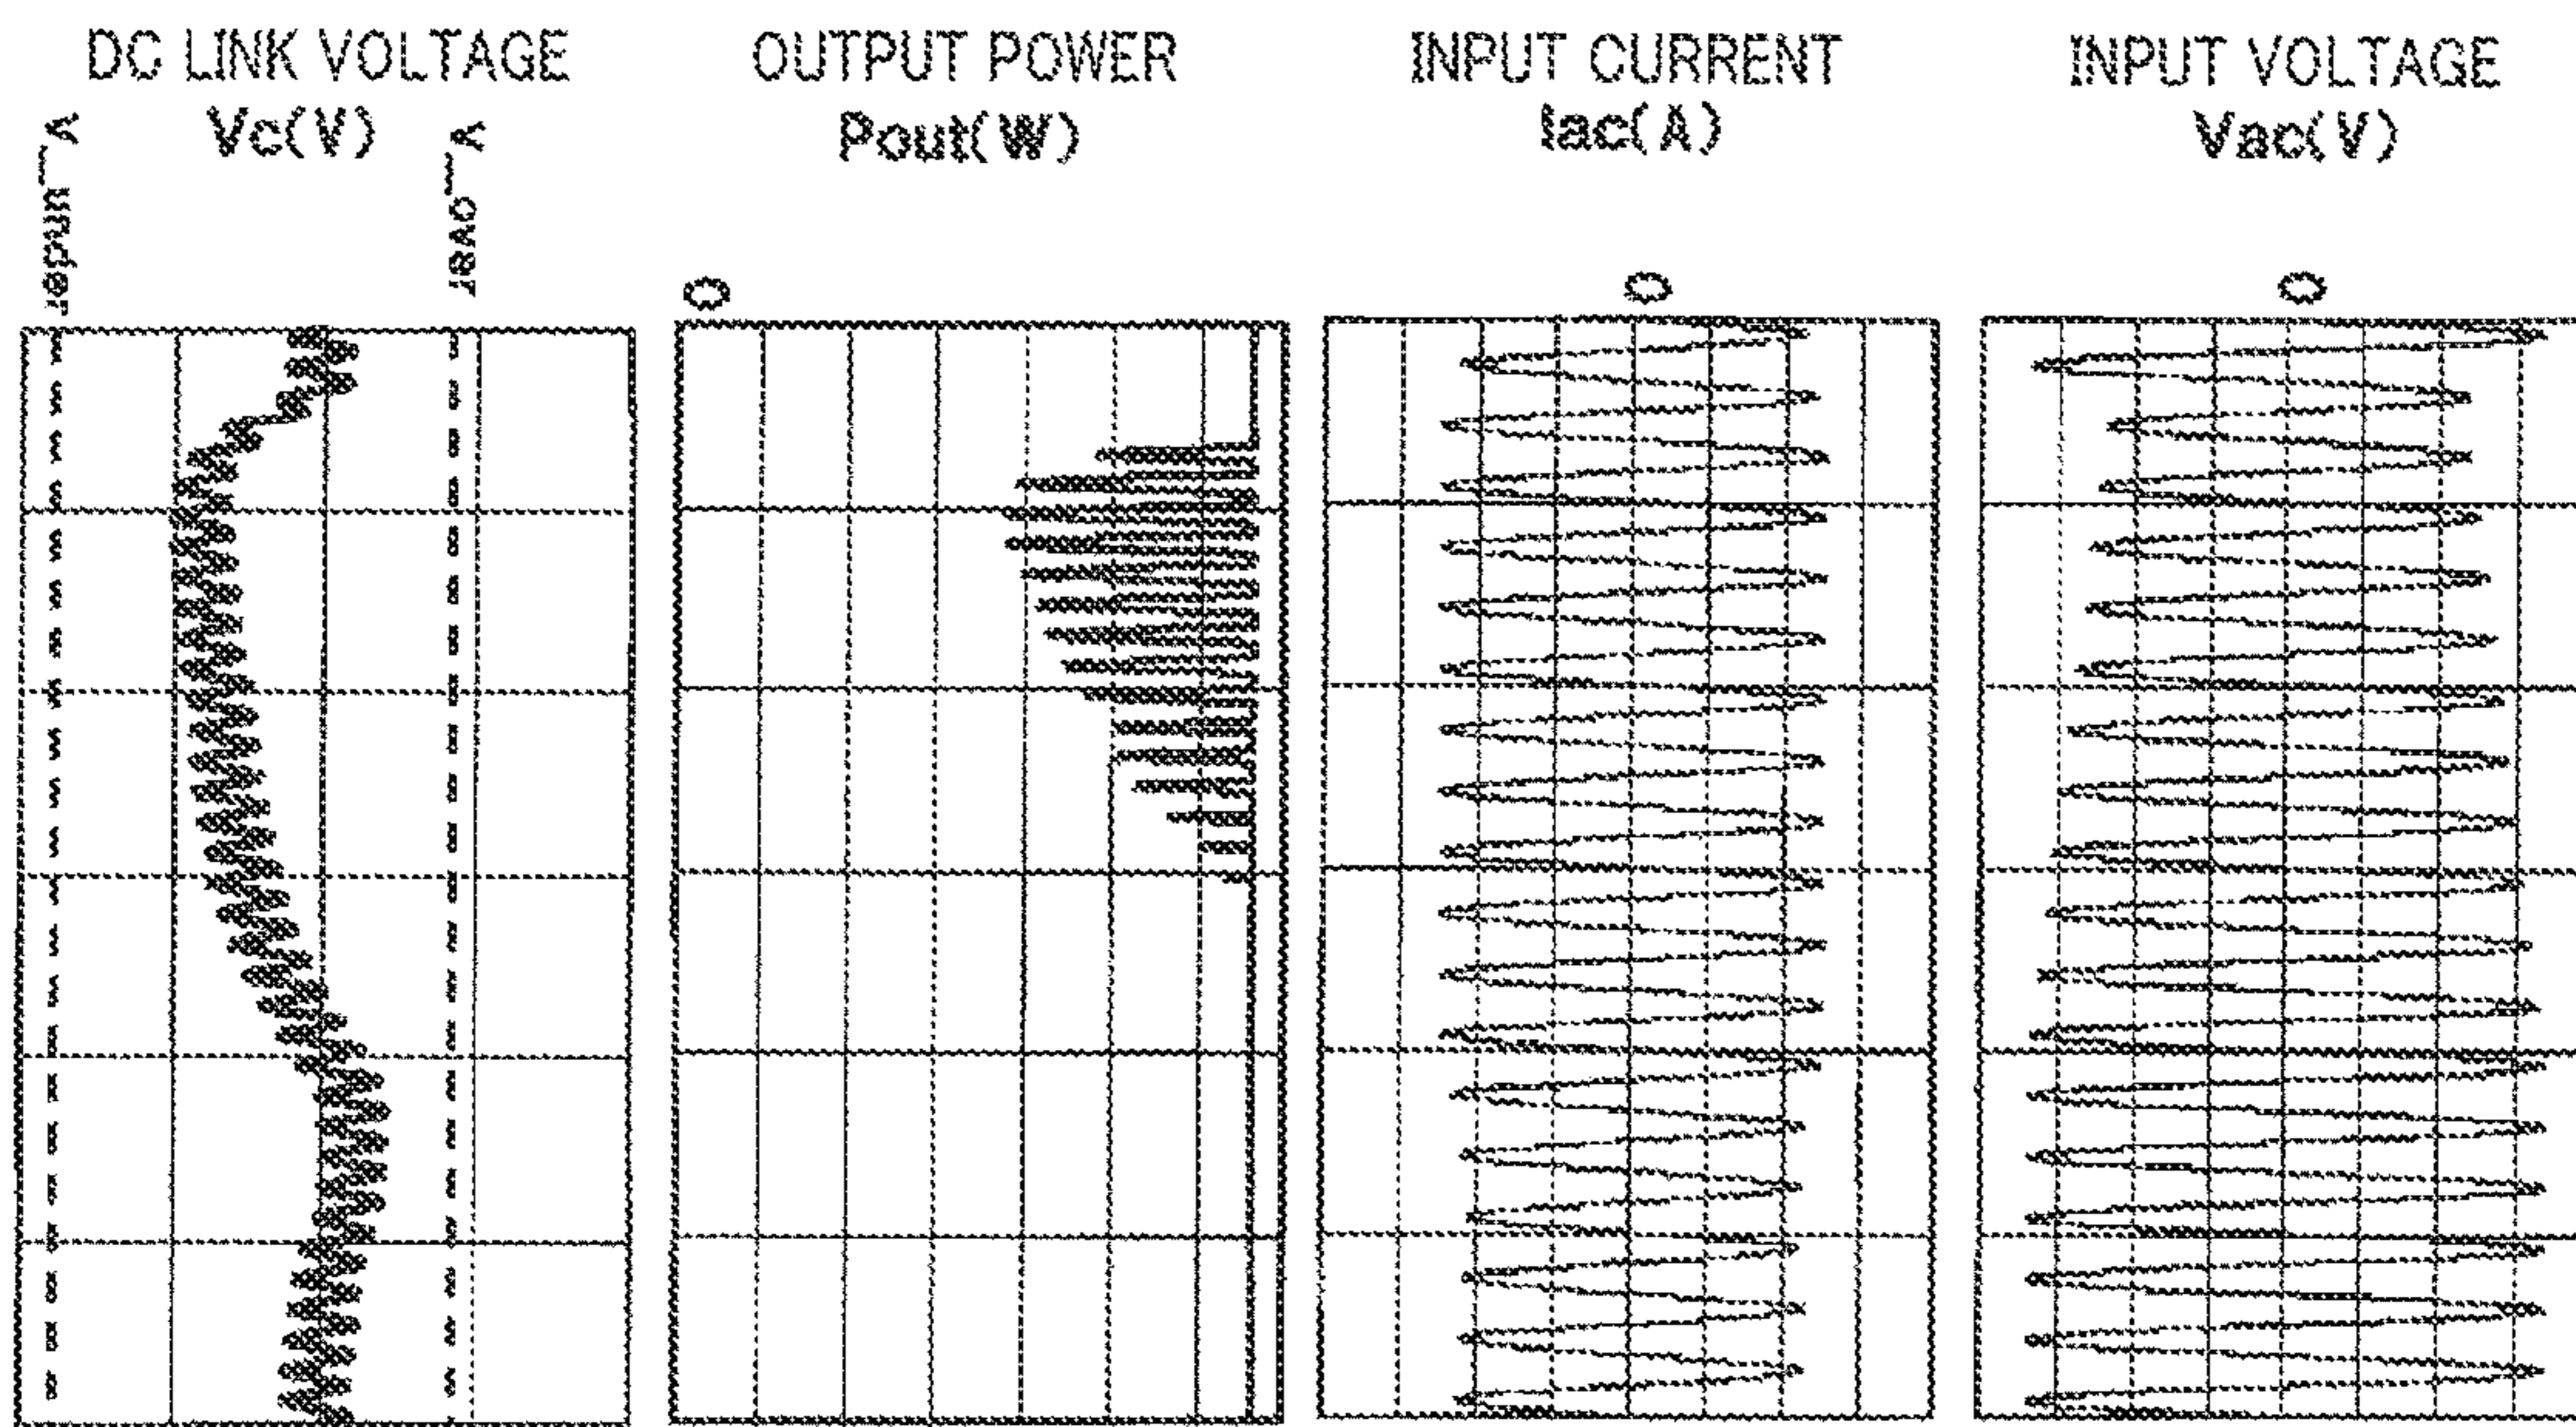 DC LINK VOLTAGE
Vc(V)
V_under
V_over
OUTPUT POWER
Pout(W)
0
INPUT CURRENT
Iac(A)
0
INPUT VOLTAGE
Vac(V)
0